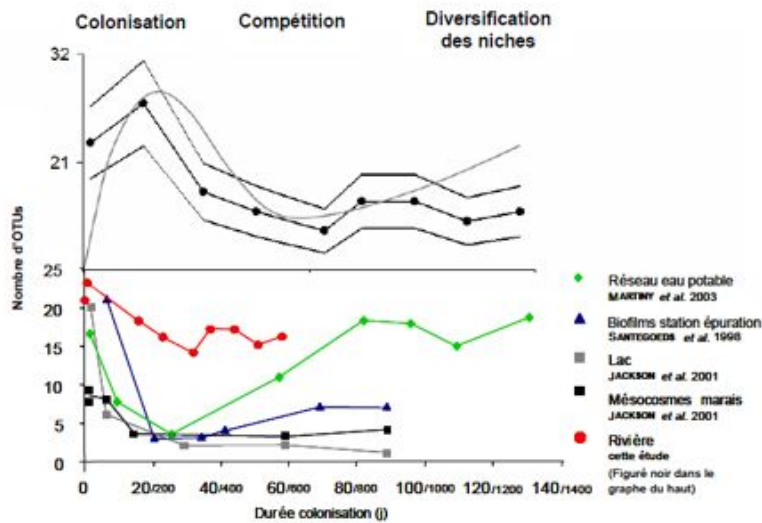 Colonisation
Compétition
Diversification
des niches
32
21
25
20
15
10
5
0
Nombre d'OTUs
0
20/200
40/400
60/600
80/800
100/1000
120/1200
140/1400
Durée colonisation (j)
Réseau eau potable
MARTINY et al. 2003
Biofilms station épuration
SANTEGOEDS et al. 1998
Lac
JACKSON et al. 2001
Mésocosmes marais
JACKSON et al. 2001
Rivière
cette étude
(Figuré noir dans le
graphe du haut)